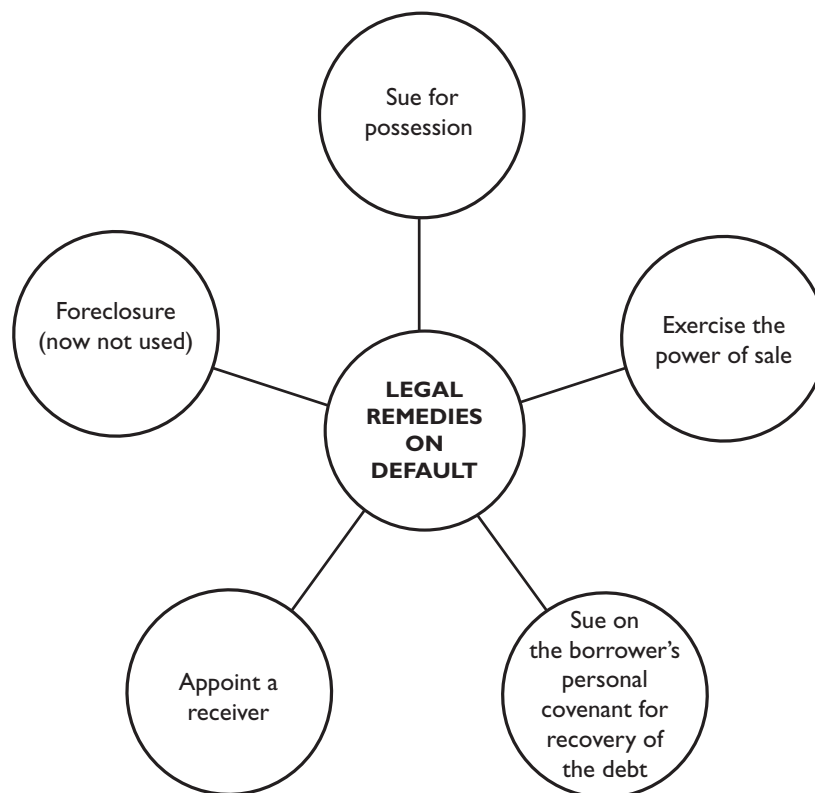 Sue for
possession
Foreclosure
(now not used)
Exercise the
power of sale
LEGAL
REMEDIES
ON
DEFAULT
Appoint a
receiver
Sue on
the borrower’s
personal
covenant for
recovery of
the debt